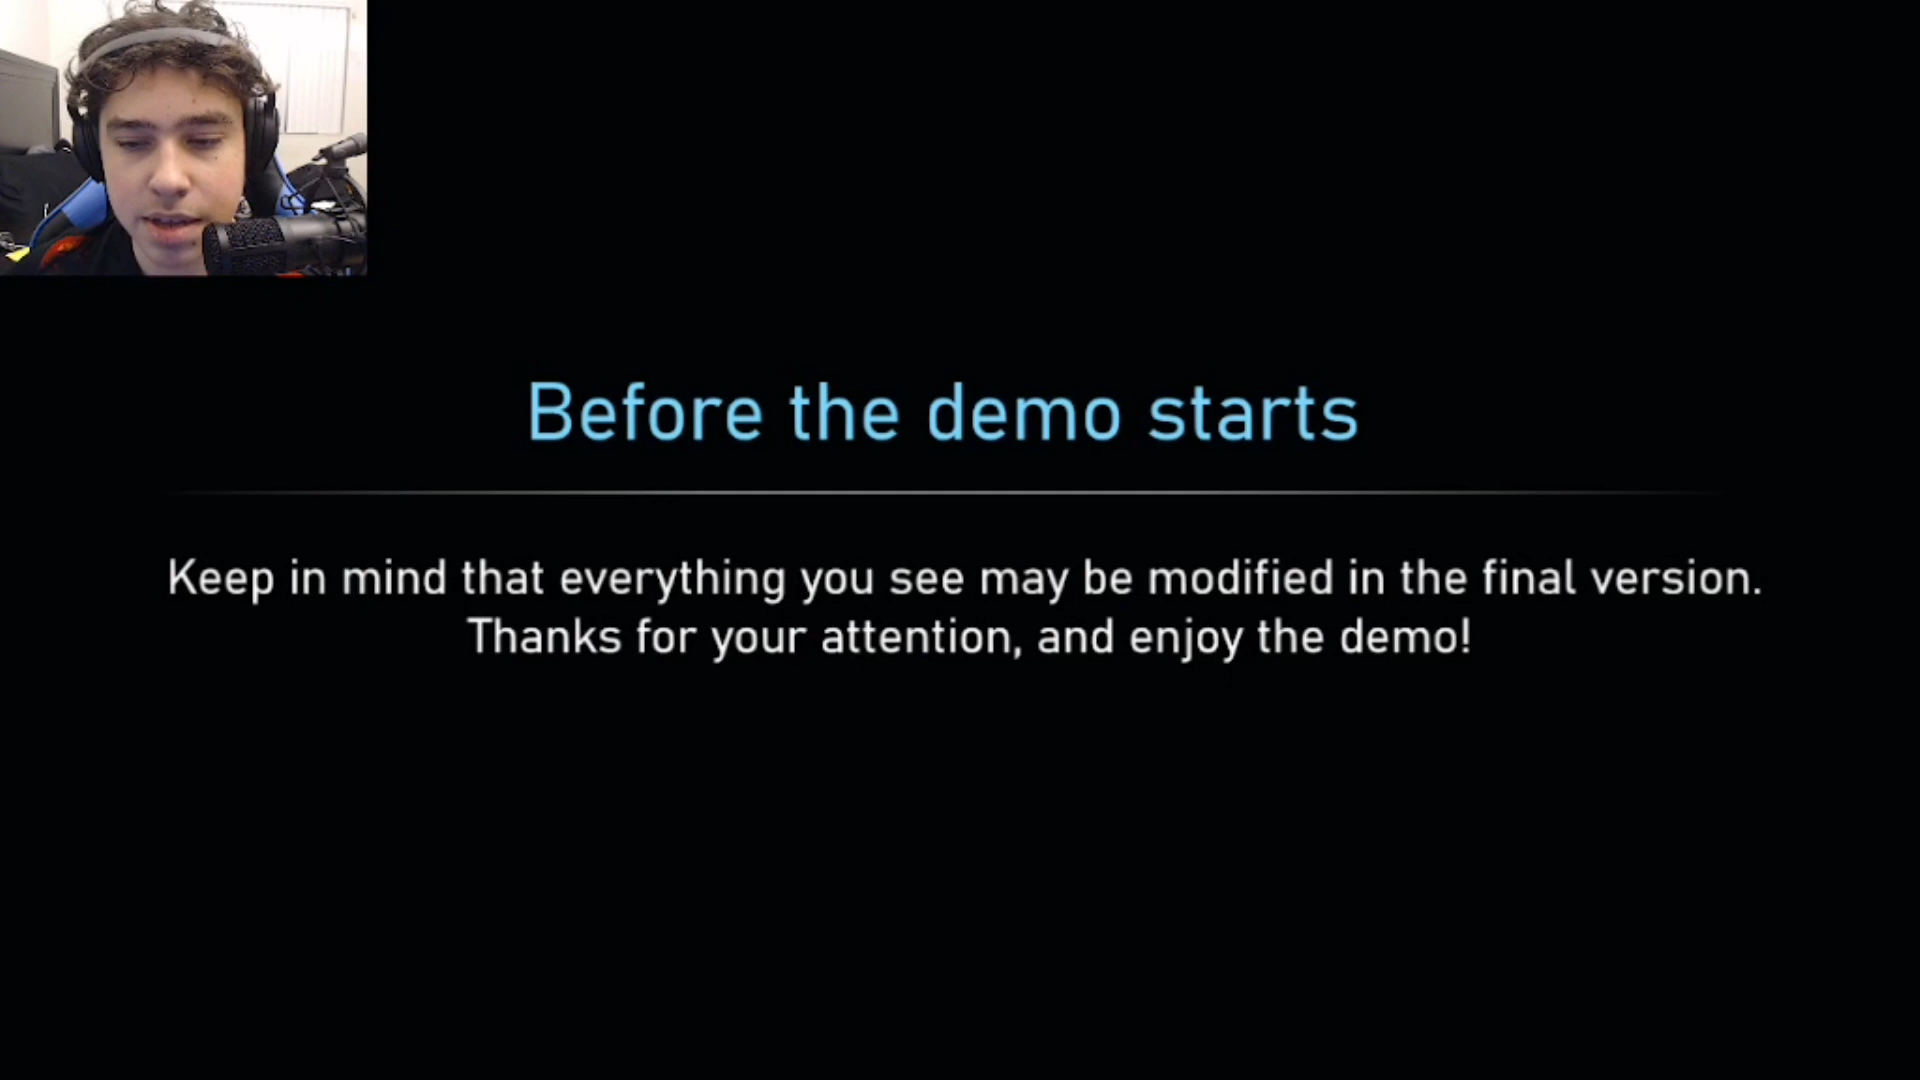 Before the demo starts
Keep in mind that everything you see may be modified in the final version.
Thanks for your attention, and enjoy the demo!